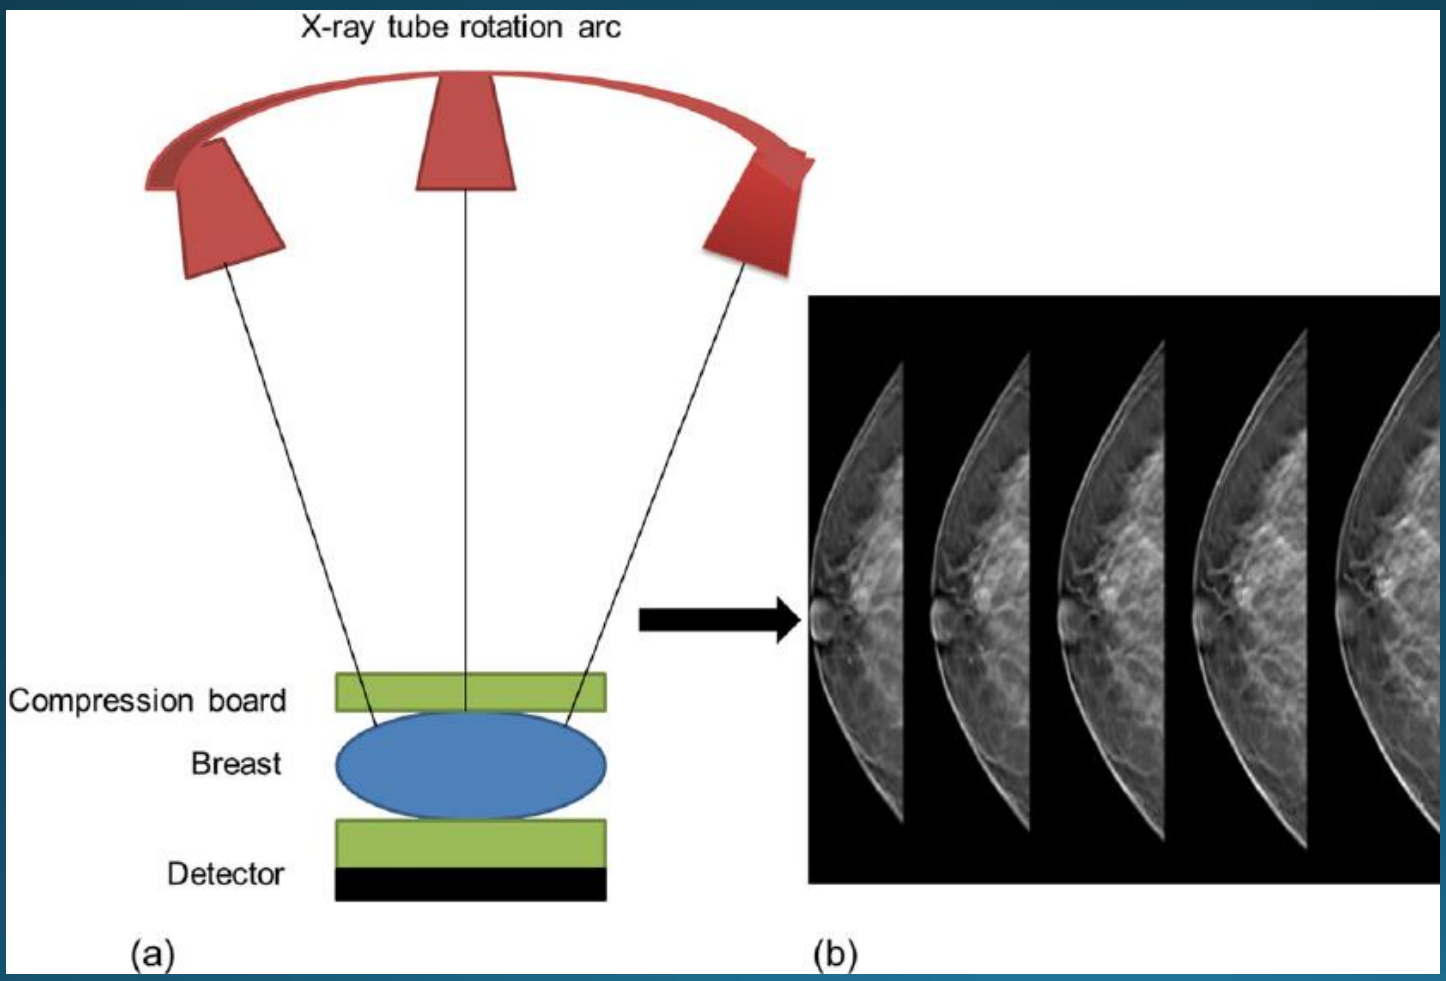 X-ray tube rotation arc
Compression board
Breast
Detector
(a)
(b)